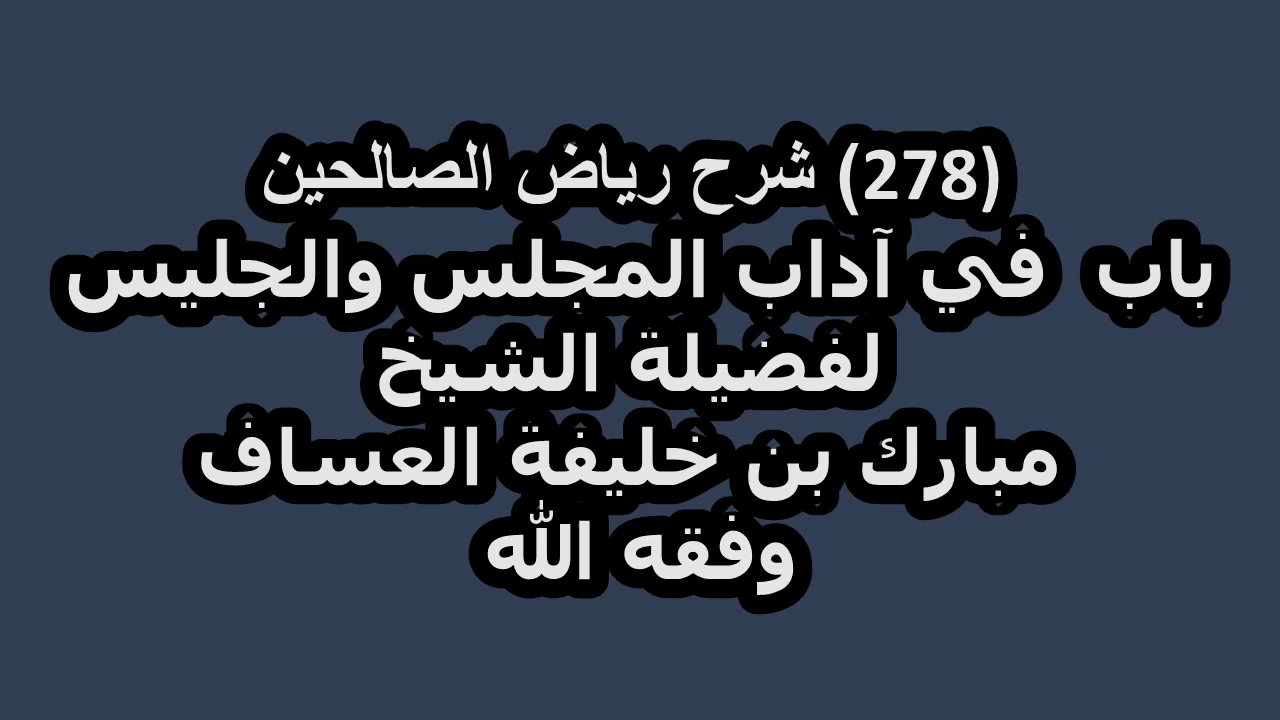 (278) شرح رياض الصالحين
باب في آداب المجلس والجليس
لفضيلة الشيخ
مبارك بن خليفة العساف
وفقه الله